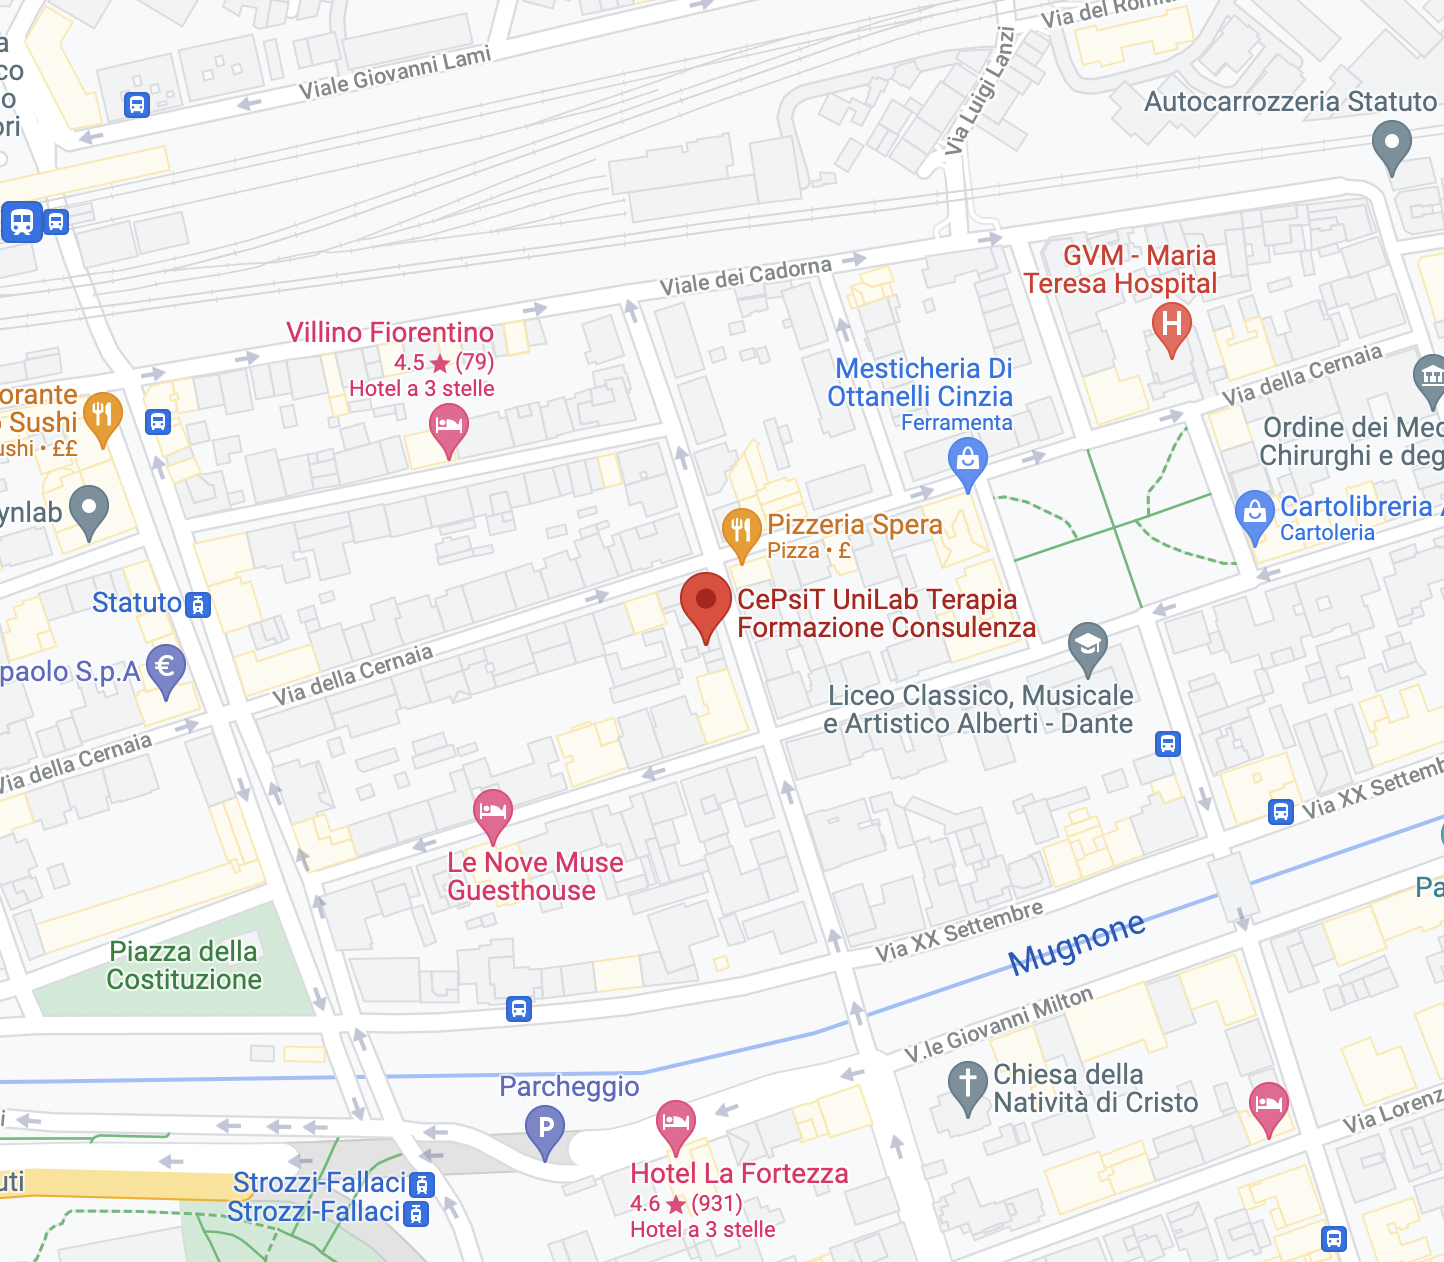 co
o
ori
Viale Giovanni Lami
Via Luigi Lanzi
Via del Romit
Autocarrozzeria Statuto
GVM - Maria
Teresa Hospital
H
Viale dei Cadorna
Villino Fiorentino
4.5 ★ (79)
Hotel a 3 stelle
Mesticheria Di
Ottanelli Cinzia
Ferramenta
Via della Cernaia
Ordine dei Med
Chirurghi e deg
orante
Sushi
ushi • ££
ynlab
Pizzeria Spera
Pizza • £
Cartolibreria
Cartoleria
Statuto
CePsiT UniLab Terapia
Formazione Consulenza
paolo S.p.A
€
Via della Cernaia
Liceo Classico, Musicale
e Artistico Alberti - Dante
Via della Cernaia
Via XX Settemb
Le Nove Muse
Guesthouse
Pa
Via XX Settembre
Mugnone
Piazza della
Costituzione
V.le Giovanni Milton
Parcheggio
P
Chiesa della
Natività di Cristo
Via Lorenz
Hotel La Fortezza
4.6 ★ (931)
Hotel a 3 stelle
uti
Strozzi-Fallaci
Strozzi-Fallaci